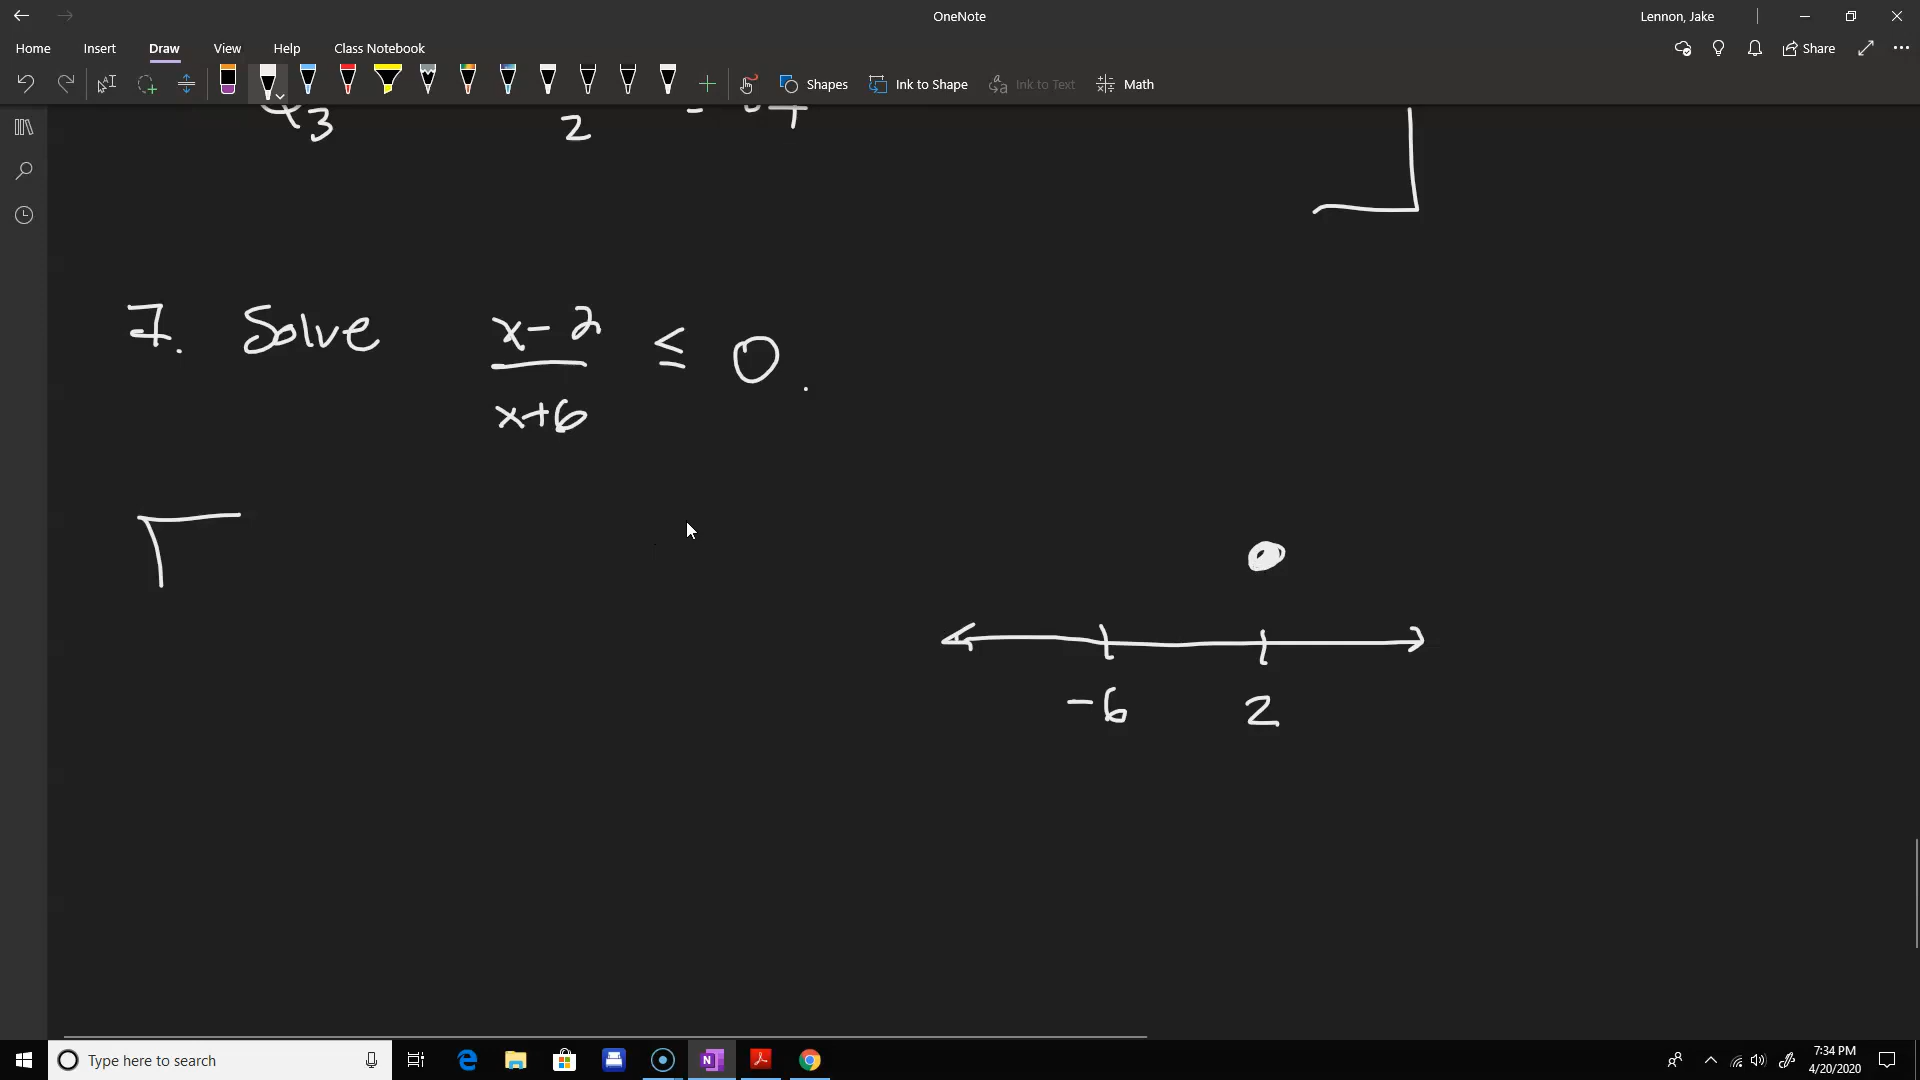 OneNote
Lennon, Jake
Home Insert Draw View Help Class Notebook
Share
Shapes Ink to Shape Ink to Text Math
3 2
7. Solve x-2 ≤ 0.
x+6
-6 2
Type here to search
7:34 PM
4/20/2020